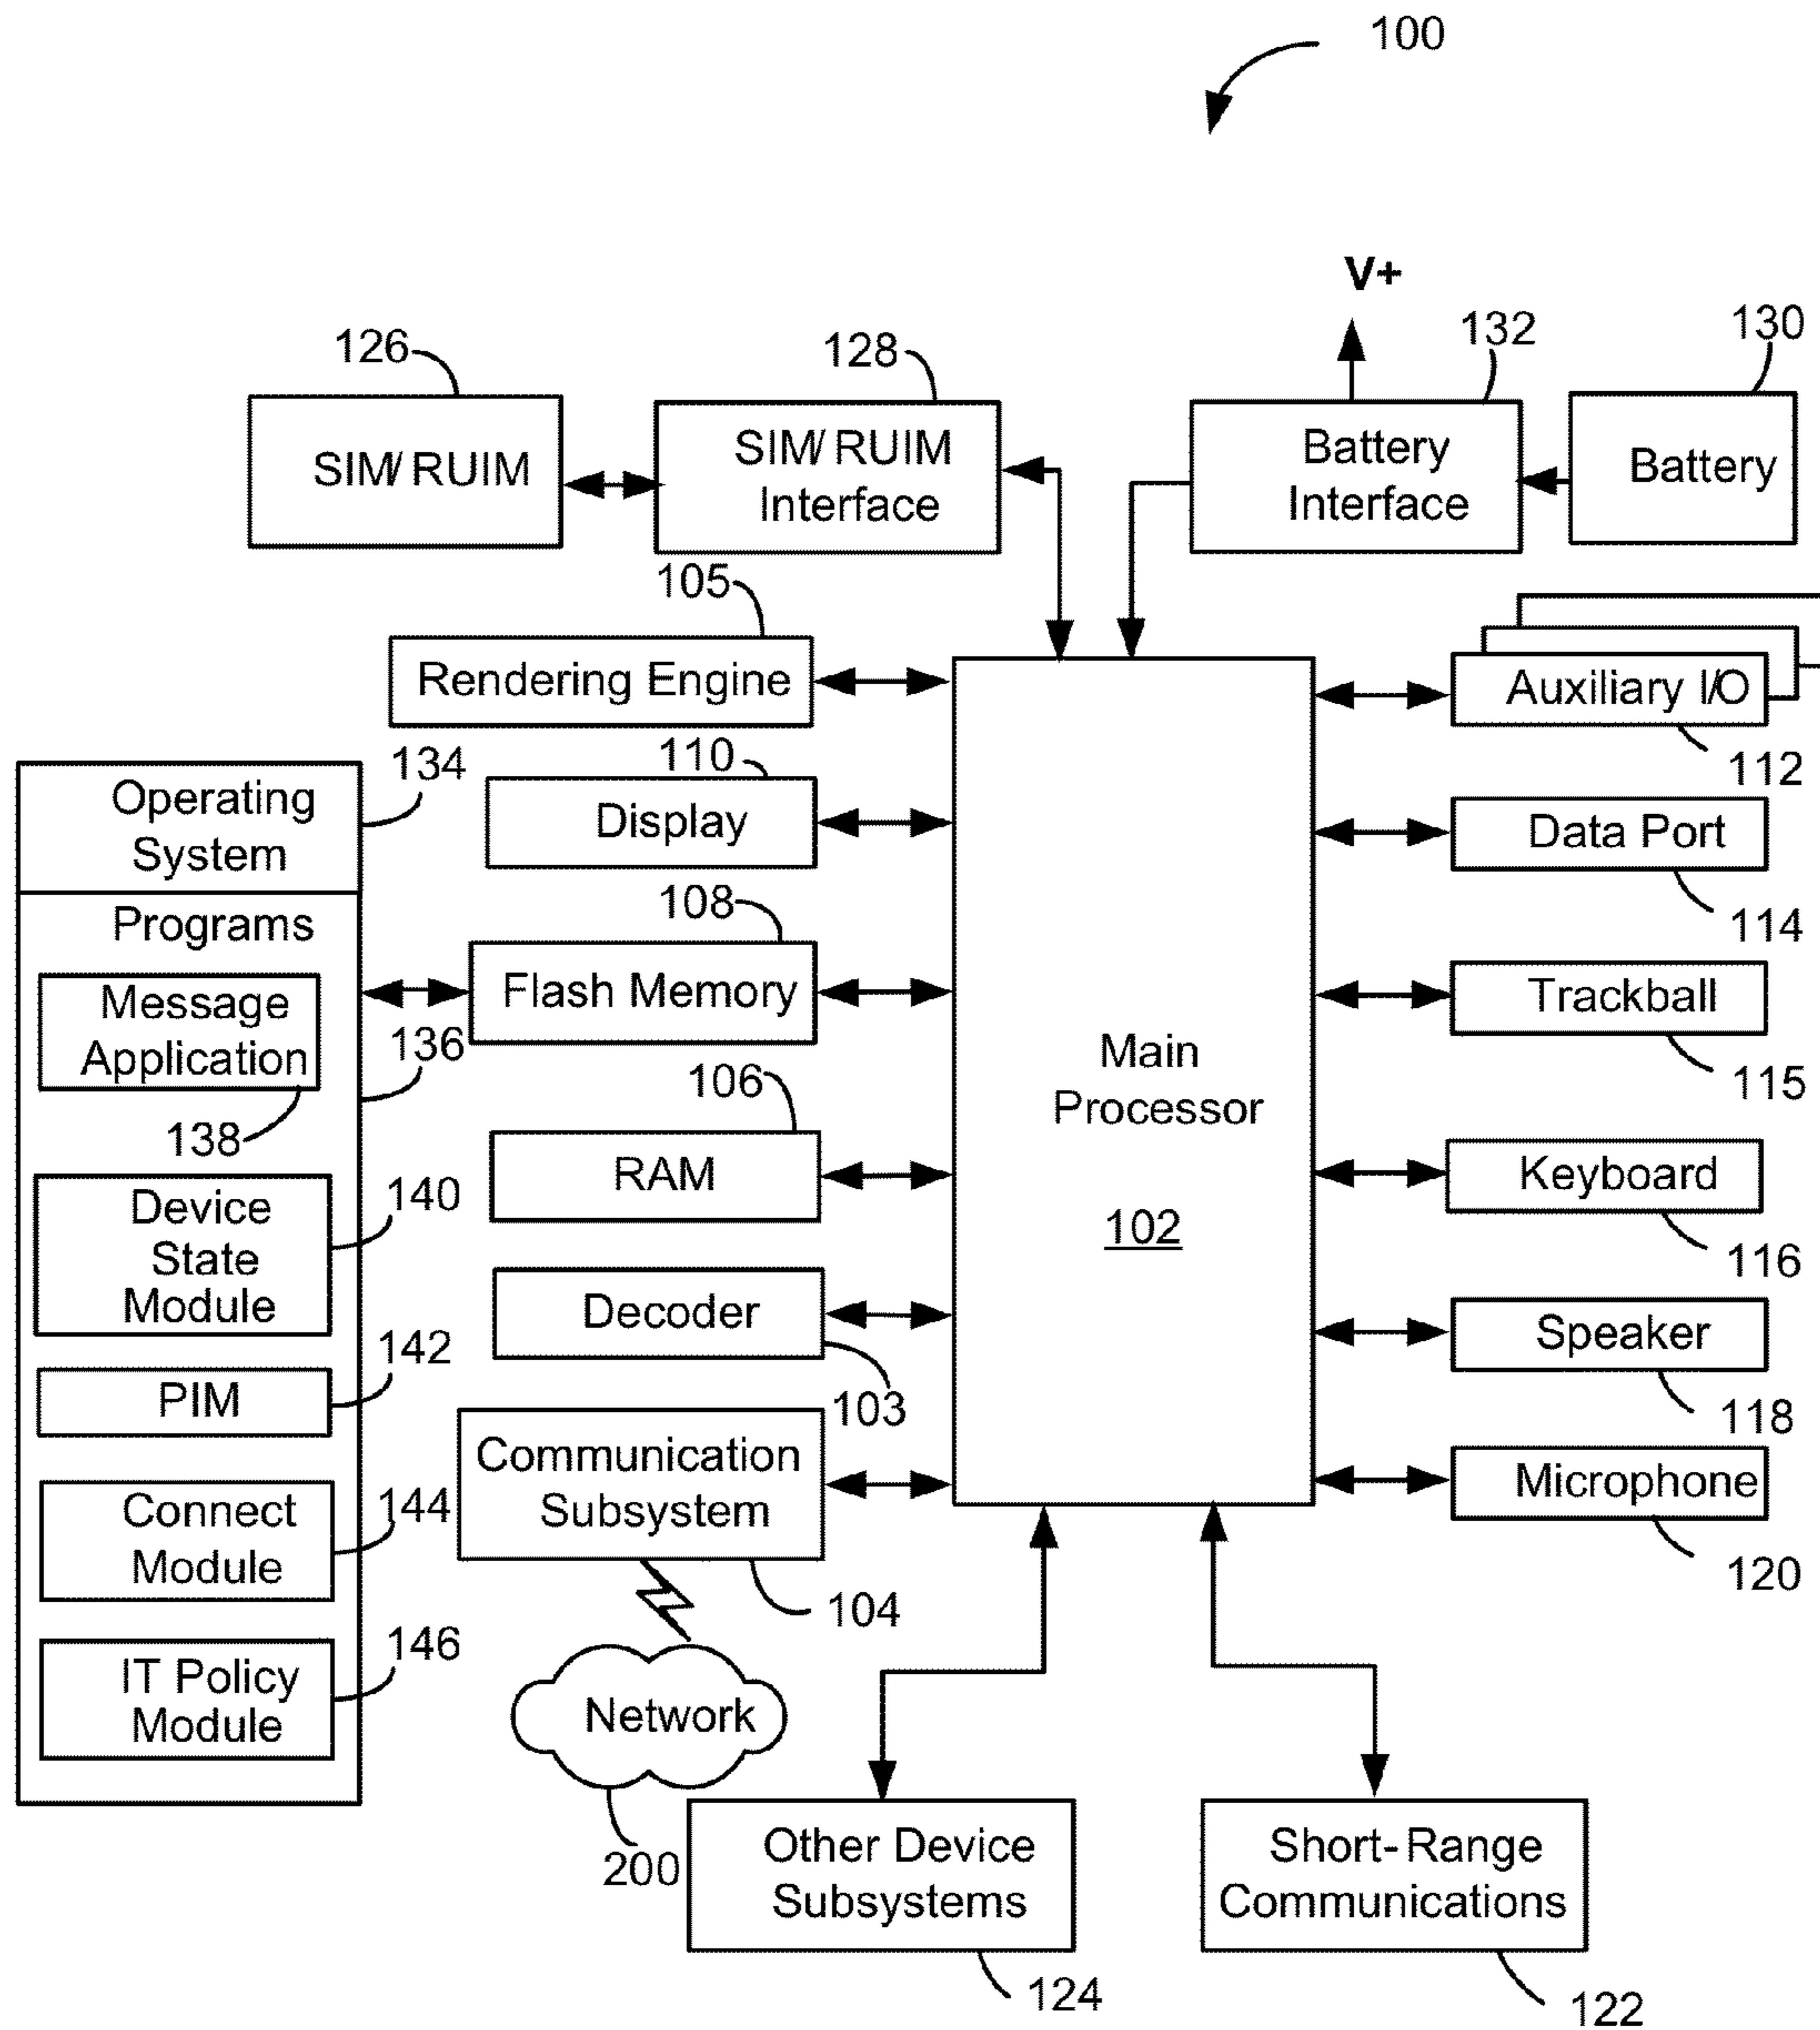 100
V+
126
128
132
130
SIM/RUIM
SIM/RUIM
Interface
Battery
Interface
Battery
105
Rendering Engine
Auxiliary I/O
112
110
Display
134
Operating
System
Data Port
114
Programs
108
Flash Memory
Trackball
115
Message
Application
138
136
Main
Processor
102
106
RAM
Keyboard
116
Device
State
Module
140
Decoder
103
Speaker
118
PIM
142
Communication
Subsystem
104
Microphone
120
Connect
Module
144
IT Policy
Module
146
Network
200
Other Device
Subsystems
124
Short-Range
Communications
122